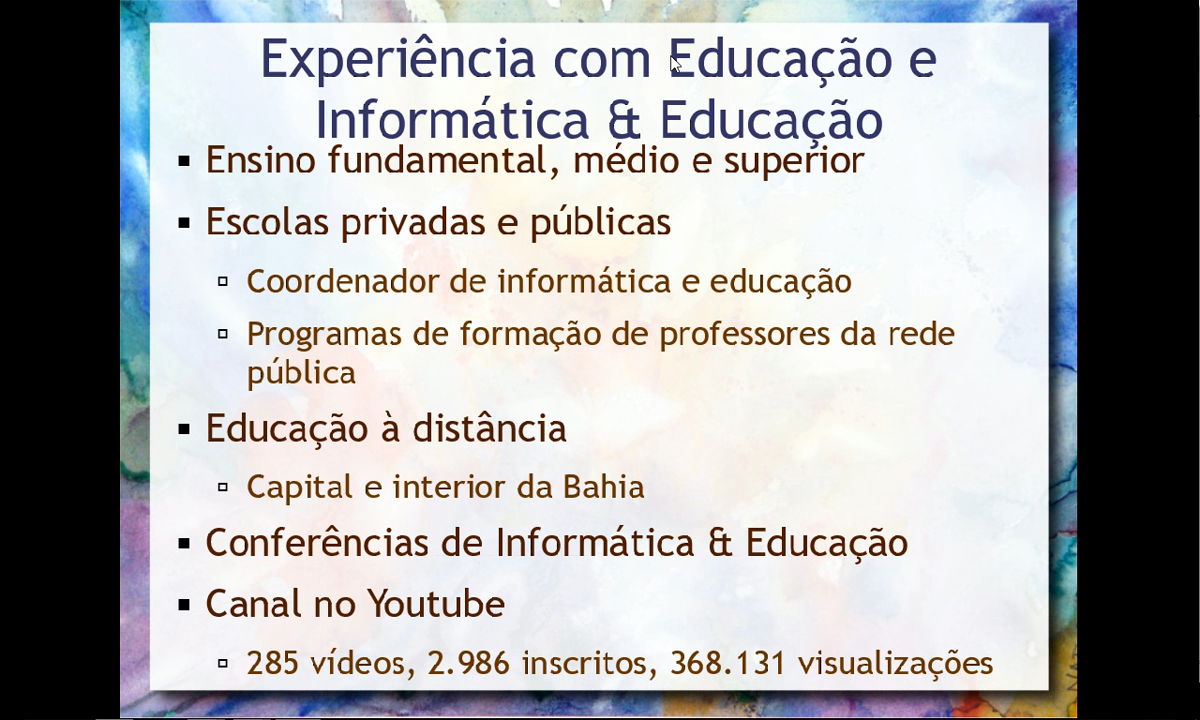 Experiência com Educação e
Informática & Educação
Ensino fundamental, médio e superior
Escolas privadas e públicas
Coordenador de informática e educação
Programas de formação de professores da rede
pública
Educação à distância
Capital e interior da Bahia
Conferências de Informática & Educação
Canal no Youtube
285 vídeos, 2.986 inscritos, 368.131 visualizações